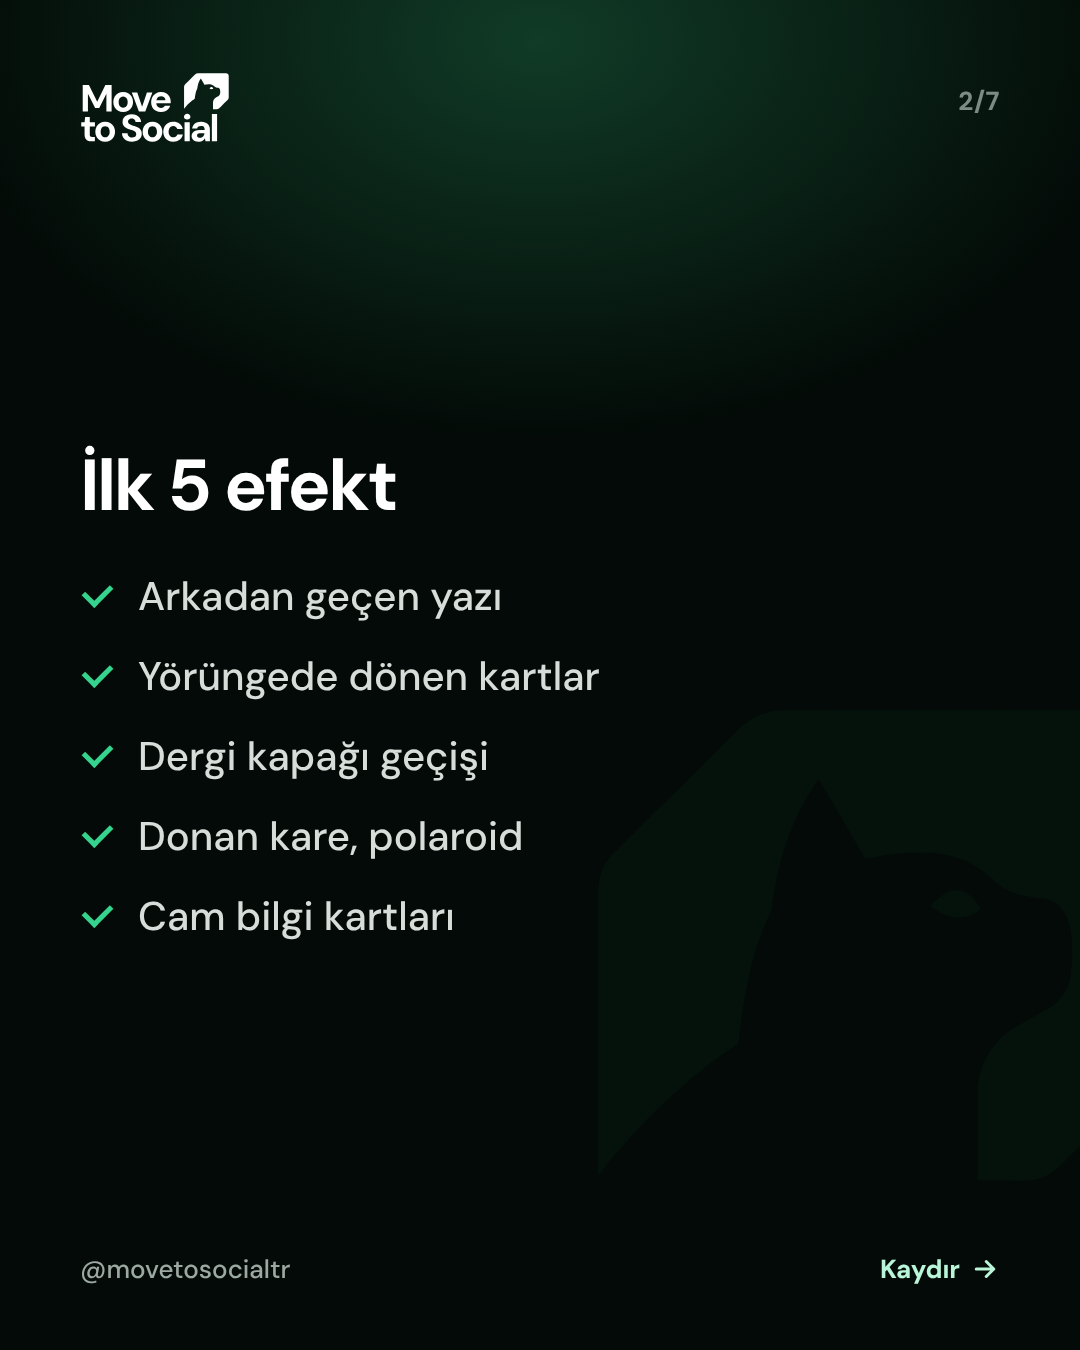 Move
to Social
2/7
İlk 5 efekt
Arkadan geçen yazı
Yörüngede dönen kartlar
Dergi kapağı geçişi
Donan kare, polaroid
Cam bilgi kartları
@movetosocialtr
Kaydır →